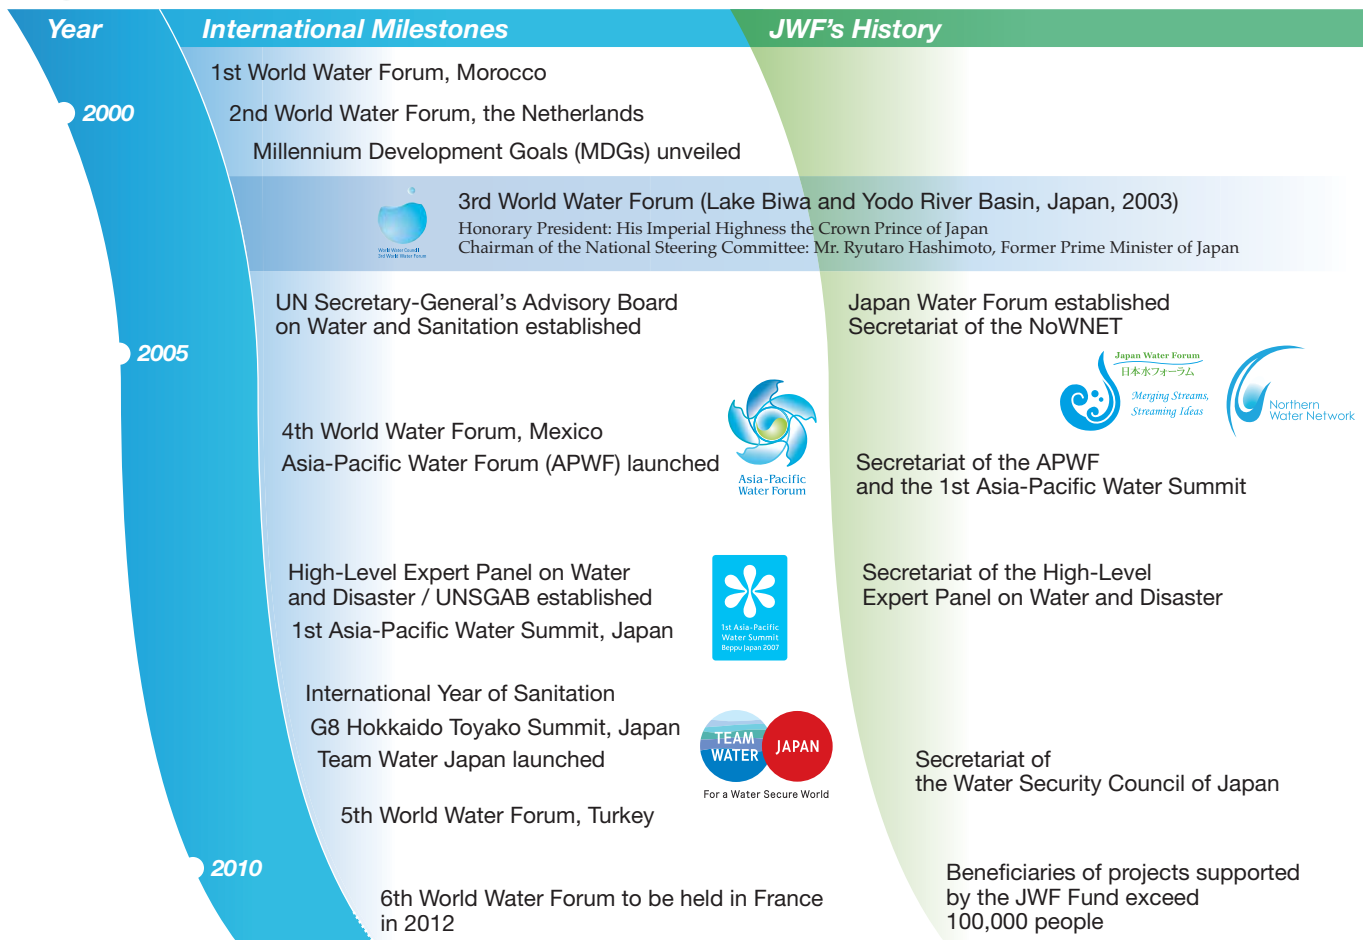 Year
International Milestones
JWF's History
1st World Water Forum, Morocco
2000
2nd World Water Forum, the Netherlands
Millennium Development Goals (MDGs) unveiled
3rd World Water Forum (Lake Biwa and Yodo River Basin, Japan, 2003)
Honorary President: His Imperial Highness the Crown Prince of Japan
Chairman of the National Steering Committee: Mr. Ryutaro Hashimoto, Former Prime Minister of Japan
World Water Council
3rd World Water Forum
UN Secretary-General's Advisory Board
on Water and Sanitation established
Japan Water Forum established
Secretariat of the NoWNET
2005
Japan Water Forum
日本水フォーラム
Merging Streams,
Streaming Ideas
Northern
Water Network
4th World Water Forum, Mexico
Asia-Pacific Water Forum (APWF) launched
Asia-Pacific
Water Forum
Secretariat of the APWF
and the 1st Asia-Pacific Water Summit
High-Level Expert Panel on Water
and Disaster / UNSGAB established
1st Asia-Pacific Water Summit, Japan
1st Asia-Pacific
Water Summit
Beppu Japan 2007
Secretariat of the High-Level
Expert Panel on Water and Disaster
International Year of Sanitation
G8 Hokkaido Toyako Summit, Japan
Team Water Japan launched
TEAM
WATER
JAPAN
For a Water Secure World
Secretariat of
the Water Security Council of Japan
5th World Water Forum, Turkey
2010
6th World Water Forum to be held in France
in 2012
Beneficiaries of projects supported
by the JWF Fund exceed
100,000 people